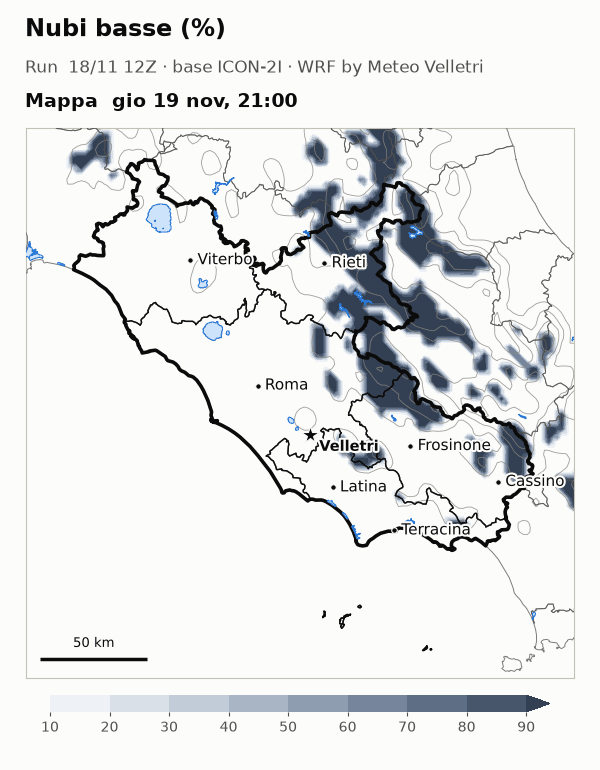 Nubi basse (%)
Run  18/11 12Z · base ICON-2I · WRF by Meteo Velletri
Mappa  gio 19 nov, 21:00
Viterbo
Rieti
Roma
Velletri
Frosinone
Latina
Cassino
Terracina
50 km
10 20 30 40 50 60 70 80 90